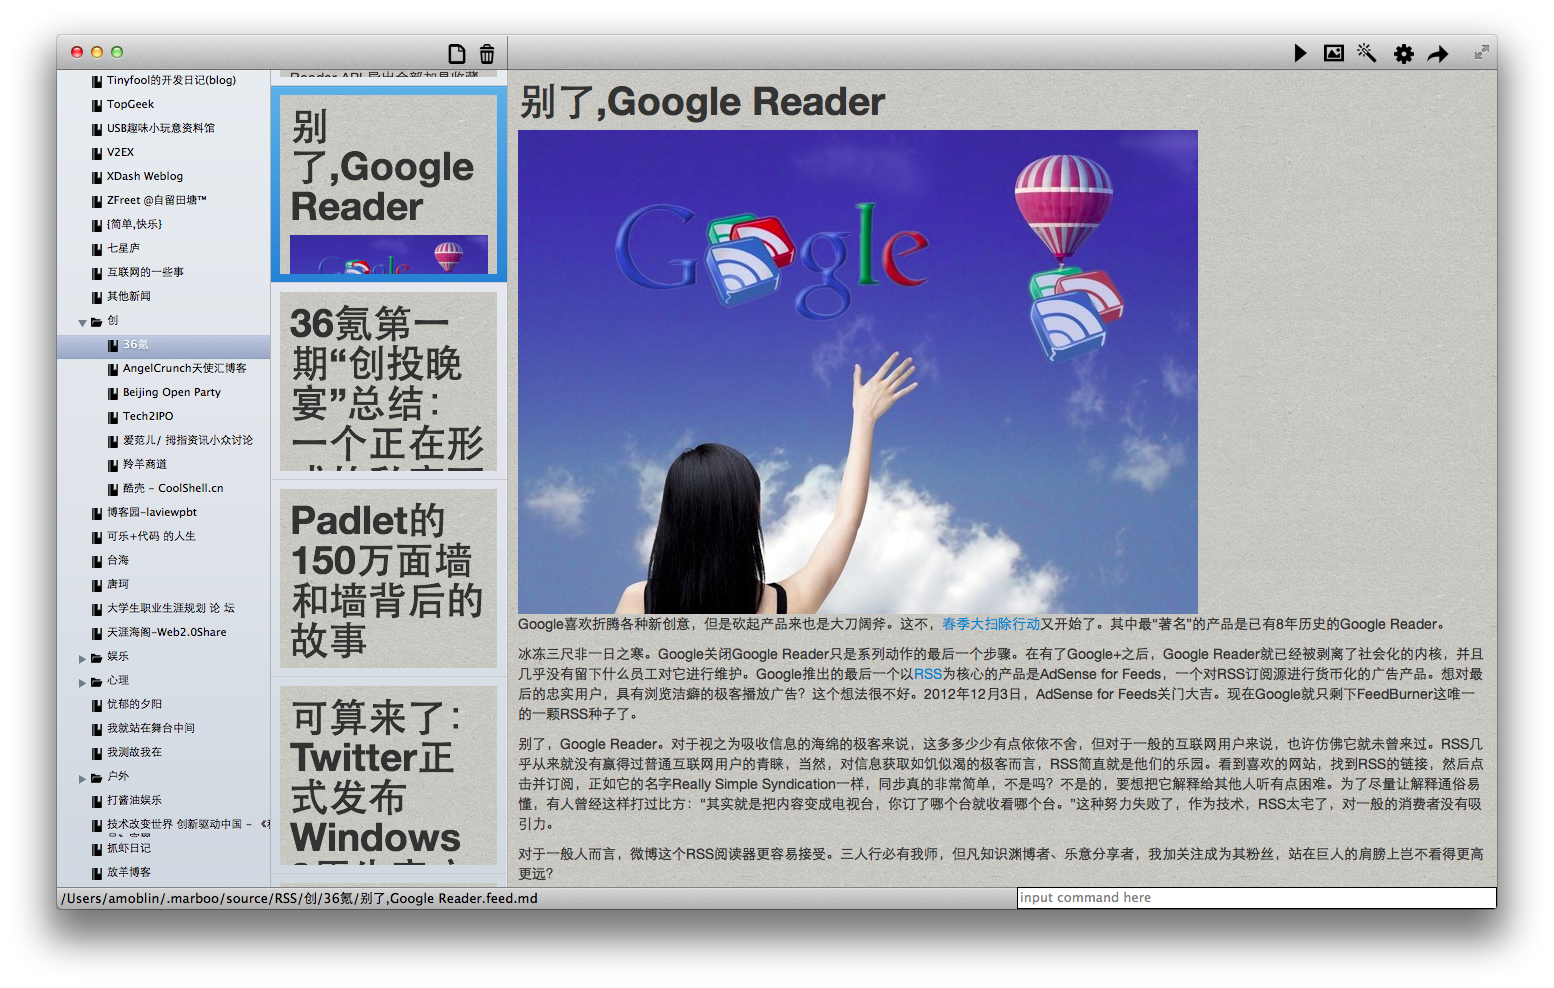 Tinyfool的开发日记(blog)
TopGeek
USB趣味小玩意资料馆
V2EX
XDash Weblog
ZFreet @自留田塘™
{简单,快乐}
七星庐
互联网的一些事
其他新闻
创
36氪
AngelCrunch天使汇博客
Beijing Open Party
Tech2IPO
爱范儿/ 拇指资讯小众讨论
羚羊商道
酷壳 – CoolShell.cn
博客园-laviewpbt
可乐+代码 的人生
台海
唐珂
大学生职业生涯规划 论 坛
天涯海阁-Web2.0Share
娱乐
心理
忧郁的夕阳
我就站在舞台中间
我测故我在
户外
打酱油娱乐
技术改变世界 创新驱动中国 – 《
抓虾日记
放羊博客
Reader API 导出全部加星收藏
别
了,Google
Reader
36氪第一
期“创投晚
宴”总结：
一个正在形
Padlet的
150万面墙
和墙背后的
故事
可算来了：
Twitter正
式发布
Windows
别了,Google Reader
Google
Google喜欢折腾各种新创意，但是砍起产品来也是大刀阔斧。这不，春季大扫除行动又开始了。其中最“著名”的产品是已有8年历史的Google Reader。
冰冻三尺非一日之寒。Google关闭Google Reader只是系列动作的最后一个步骤。在有了Google+之后，Google Reader就已经被剥离了社会化的内核，并且
几乎没有留下什么员工对它进行维护。Google推出的最后一个以RSS为核心的产品是AdSense for Feeds，一个对RSS订阅源进行货币化的广告产品。想对最
后的忠实用户，具有浏览洁癖的极客播放广告？这个想法很不好。2012年12月3日，AdSense for Feeds关门大吉。现在Google就只剩下FeedBurner这唯一
的一颗RSS种子了。
别了，Google Reader。对于视之为吸收信息的海绵的极客来说，这多多少少有点依依不舍，但对于一般的互联网用户来说，也许仿佛它就未曾来过。RSS几
乎从来就没有赢得过普通互联网用户的青睐，当然，对信息获取如饥似渴的极客而言，RSS简直就是他们的乐园。看到喜欢的网站，找到RSS的链接，然后点
击并订阅，正如它的名字Really Simple Syndication一样，同步真的非常简单，不是吗？不是的，要想把它解释给其他人听有点困难。为了尽量让解释通俗易
懂，有人曾经这样打过比方：“其实就是把内容变成电视台，你订了哪个台就收看哪个台。”这种努力失败了，作为技术，RSS太宅了，对一般的消费者没有吸
引力。
对于一般人而言，微博这个RSS阅读器更容易接受。三人行必有我师，但凡知识渊博者、乐意分享者，我加关注成为其粉丝，站在巨人的肩膀上岂不看得更高
更远？
/Users/amoblin/.marboo/source/RSS/创/36氪/别了,Google Reader.feed.md
input command here